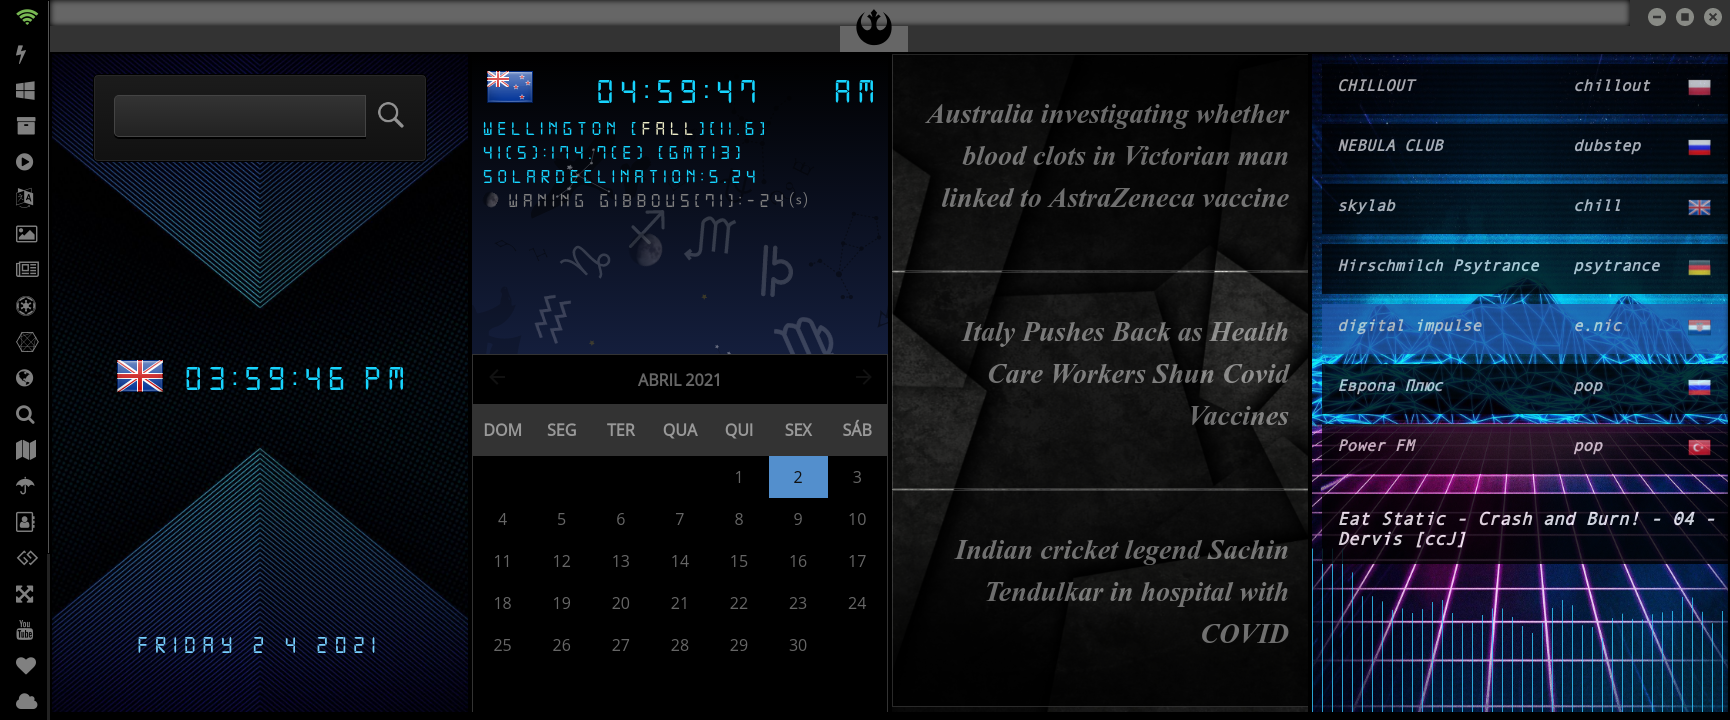 03:59:46 PM
FRIDAY 2 4 2021
04:59:47 AM
WELLINGTON [FALL][11.6]
41(S):174.7(E) [GMT13]
SOLARDECLINATION:5.24
WANING GIBBOUS[71]:-24(s)
ABRIL 2021
DOM SEG TER QUA QUI SEX SÁB
1 2 3
4 5 6 7 8 9 10
11 12 13 14 15 16 17
18 19 20 21 22 23 24
25 26 27 28 29 30
Australia investigating whether
blood clots in Victorian man
linked to AstraZeneca vaccine
Italy Pushes Back as Health
Care Workers Shun Covid
Vaccines
Indian cricket legend Sachin
Tendulkar in hospital with
COVID
CHILLOUT chillout
NEBULA CLUB dubstep
skylab chill
Hirschmilch Psytrance psytrance
digital impulse e.nic
Европа Плюс pop
Power FM pop
Eat Static - Crash and Burn! - 04 -
Dervis [ccJ]
You
Tube